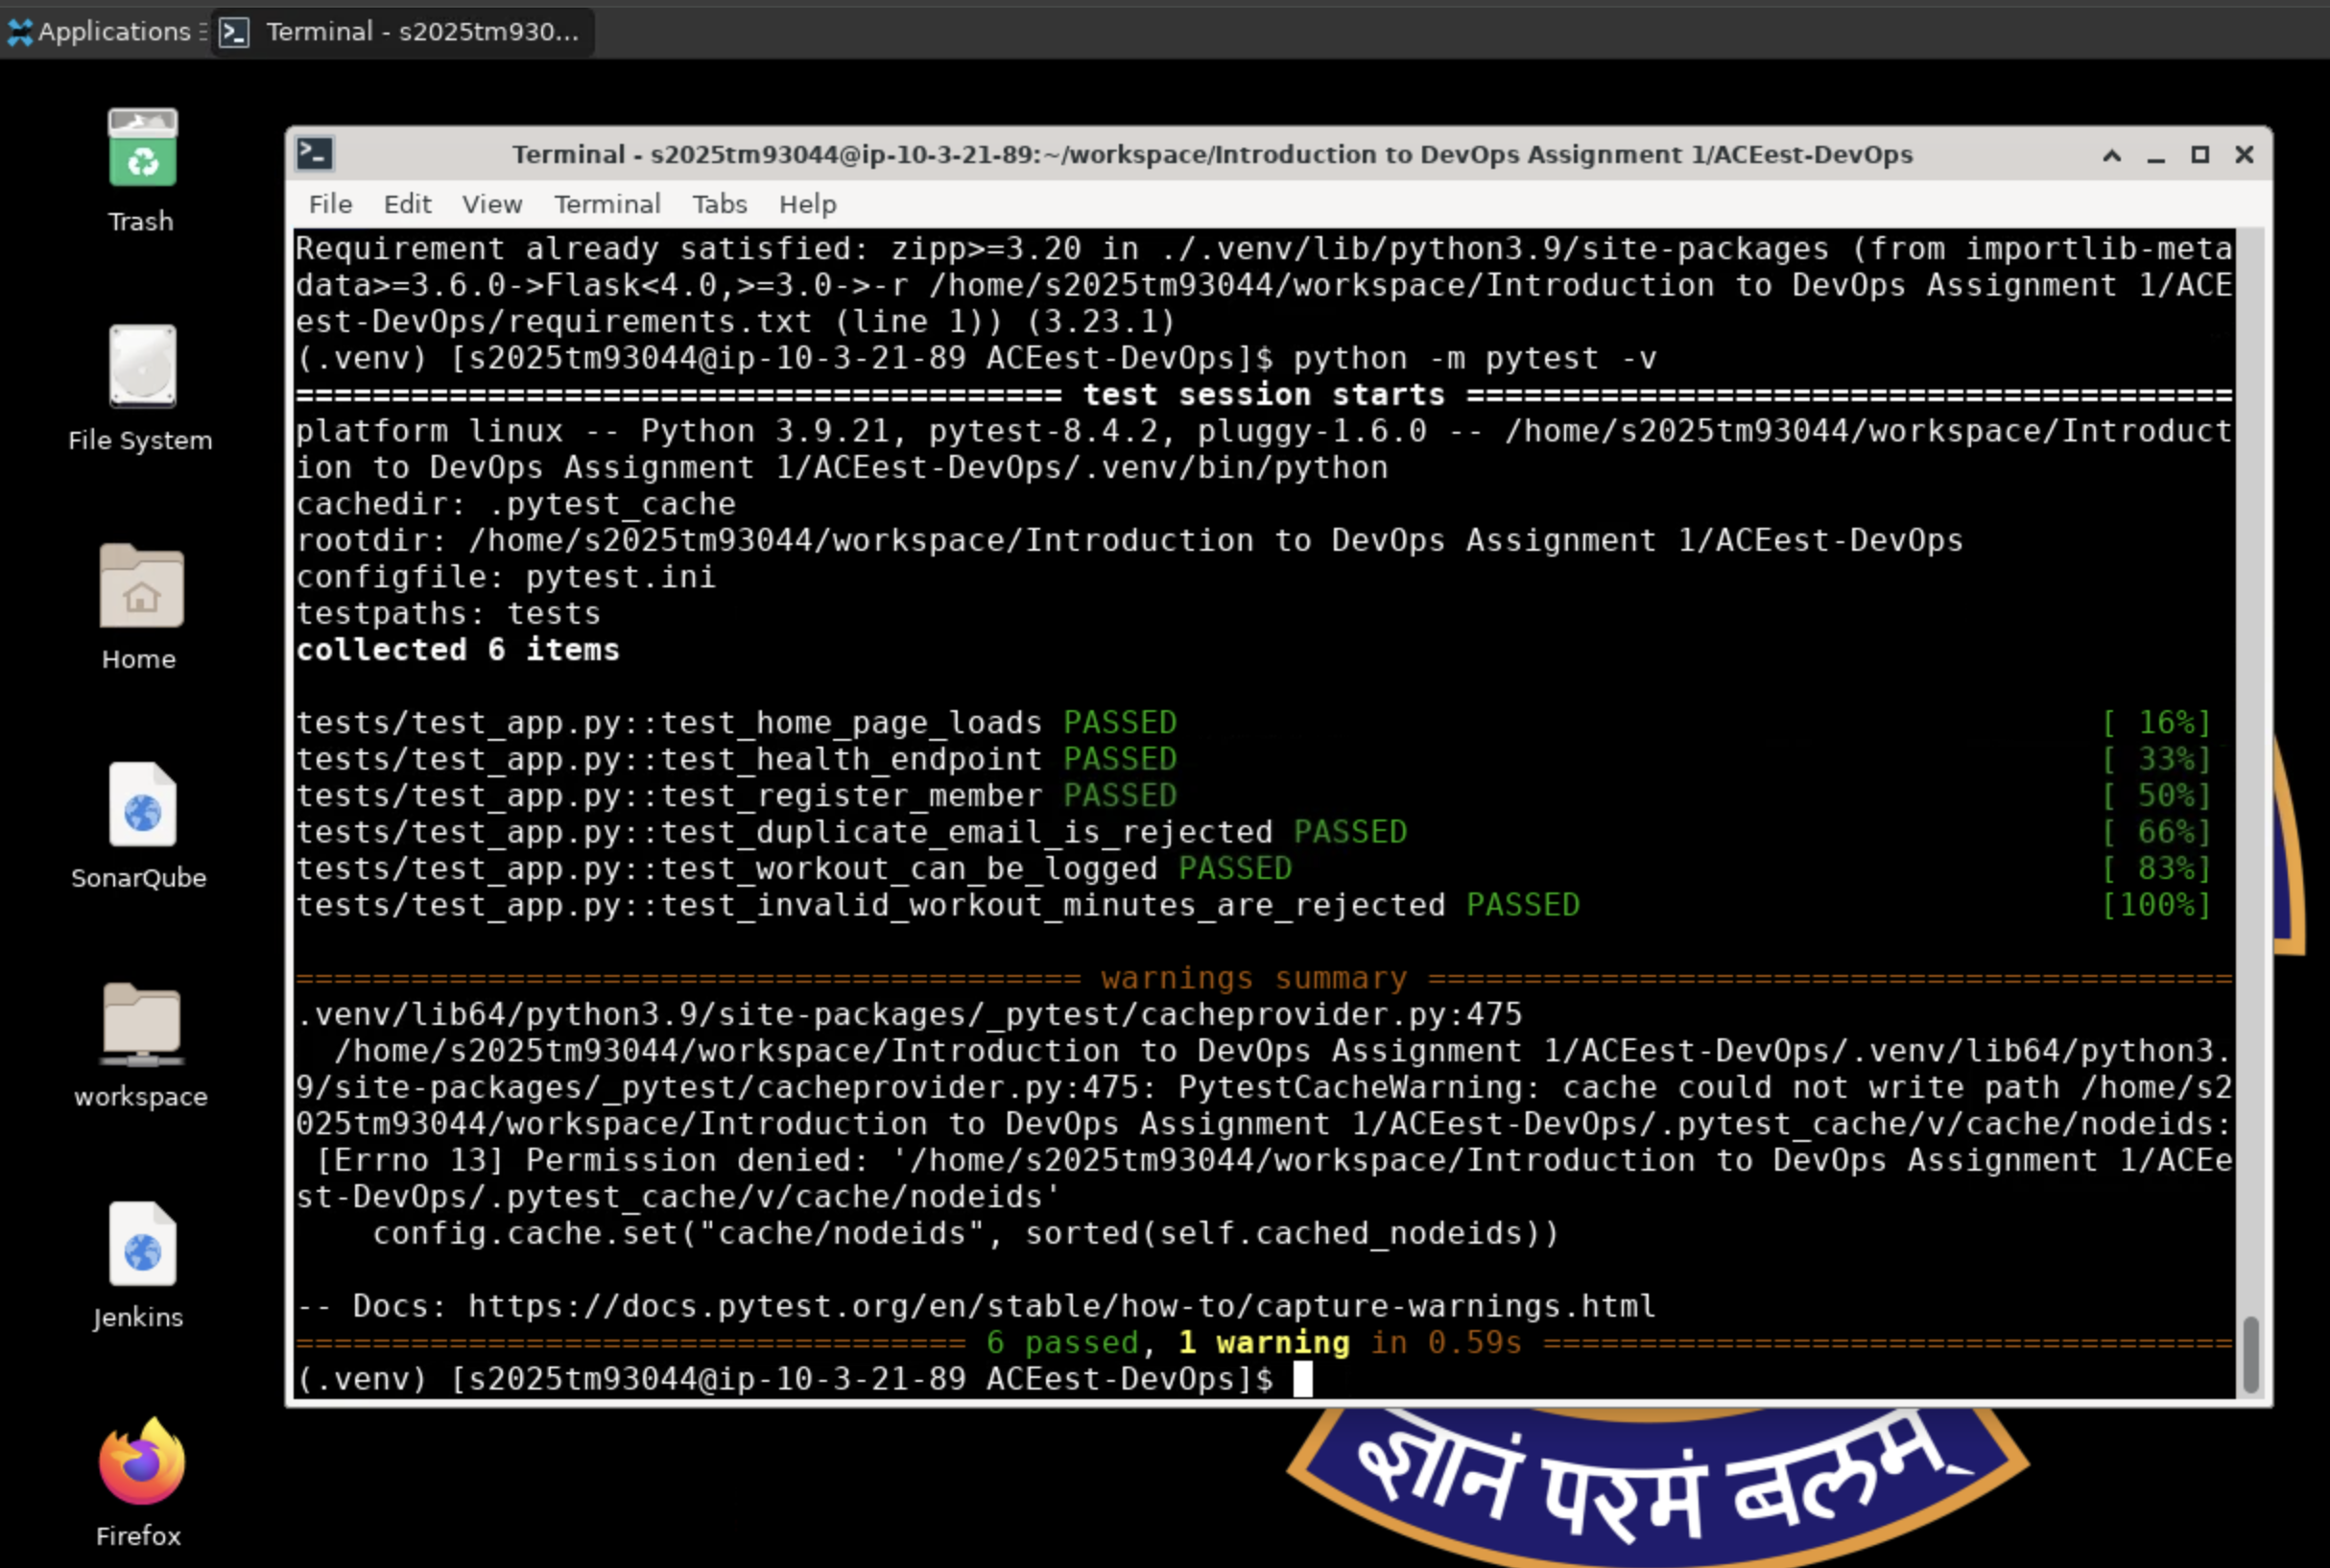 Applications
Terminal - s2025tm930...
Trash
File System
Home
SonarQube
workspace
Jenkins
Firefox
Terminal - s2025tm93044@ip-10-3-21-89:~/workspace/Introduction to DevOps Assignment 1/ACEest-DevOps
File Edit View Terminal Tabs Help
Requirement already satisfied: zipp>=3.20 in ./.venv/lib/python3.9/site-packages (from importlib-meta
data>=3.6.0->Flask<4.0,>=3.0->-r /home/s2025tm93044/workspace/Introduction to DevOps Assignment 1/ACE
est-DevOps/requirements.txt (line 1)) (3.23.1)
(.venv) [s2025tm93044@ip-10-3-21-89 ACEest-DevOps]$ python -m pytest -v
======================================== test session starts ========================================
platform linux -- Python 3.9.21, pytest-8.4.2, pluggy-1.6.0 -- /home/s2025tm93044/workspace/Introduct
ion to DevOps Assignment 1/ACEest-DevOps/.venv/bin/python
cachedir: .pytest_cache
rootdir: /home/s2025tm93044/workspace/Introduction to DevOps Assignment 1/ACEest-DevOps
configfile: pytest.ini
testpaths: tests
collected 6 items
tests/test_app.py::test_home_page_loads PASSED [ 16%]
tests/test_app.py::test_health_endpoint PASSED [ 33%]
tests/test_app.py::test_register_member PASSED [ 50%]
tests/test_app.py::test_duplicate_email_is_rejected PASSED [ 66%]
tests/test_app.py::test_workout_can_be_logged PASSED [ 83%]
tests/test_app.py::test_invalid_workout_minutes_are_rejected PASSED [100%]
========================================= warnings summary ==========================================
.venv/lib64/python3.9/site-packages/_pytest/cacheprovider.py:475
/home/s2025tm93044/workspace/Introduction to DevOps Assignment 1/ACEest-DevOps/.venv/lib64/python3.
9/site-packages/_pytest/cacheprovider.py:475: PytestCacheWarning: cache could not write path /home/s2
025tm93044/workspace/Introduction to DevOps Assignment 1/ACEest-DevOps/.pytest_cache/v/cache/nodeids:
[Errno 13] Permission denied: '/home/s2025tm93044/workspace/Introduction to DevOps Assignment 1/ACEe
st-DevOps/.pytest_cache/v/cache/nodeids'
config.cache.set("cache/nodeids", sorted(self.cached_nodeids))
-- Docs: https://docs.pytest.org/en/stable/how-to/capture-warnings.html
=================================== 6 passed, 1 warning in 0.59s ====================================
(.venv) [s2025tm93044@ip-10-3-21-89 ACEest-DevOps]$
ज्ञानं परमं बलम्